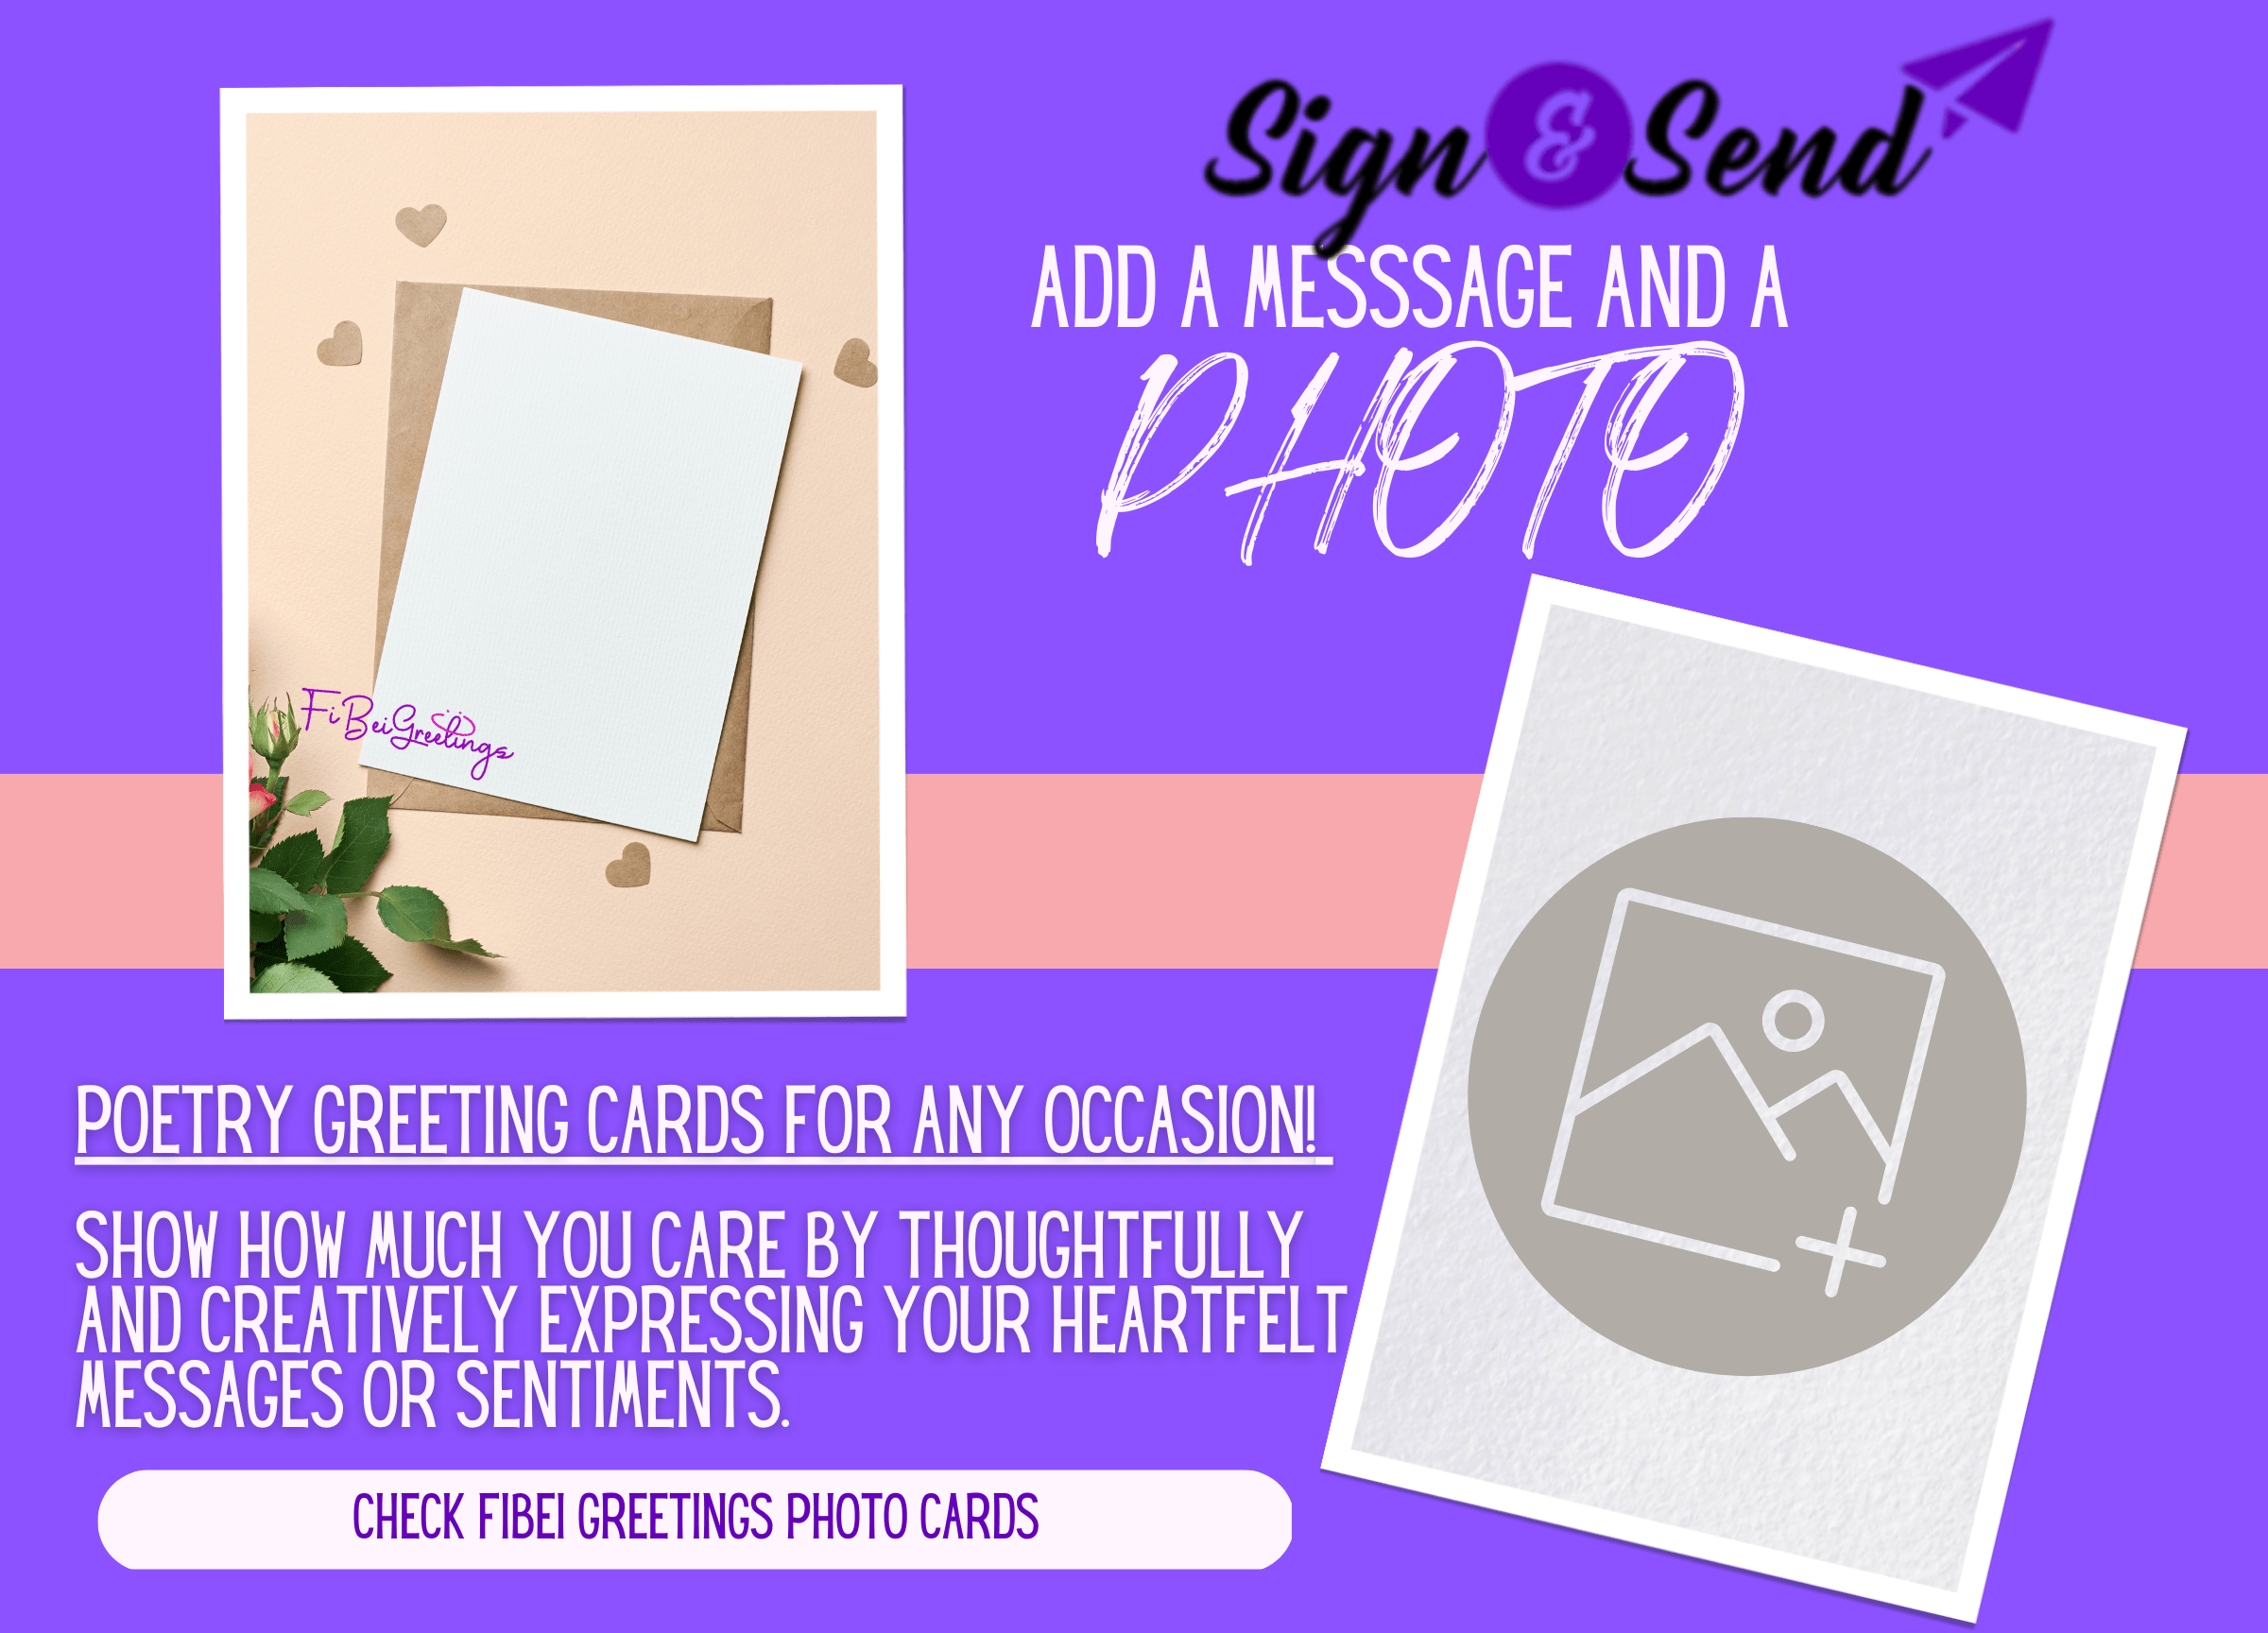 Sign & Send
ADD A MESSSAGE AND A
PHOTO
FiBeiGreetings
POETRY GREETING CARDS FOR ANY OCCASION!
SHOW HOW MUCH YOU CARE BY THOUGHTFULLY
AND CREATIVELY EXPRESSING YOUR HEARTFELT
MESSAGES OR SENTIMENTS.
CHECK FIBEI GREETINGS PHOTO CARDS